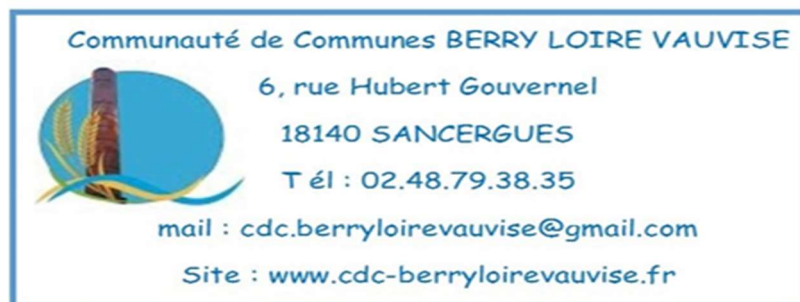 Communauté de Communes BERRY LOIRE VAUVISE
6, rue Hubert Gouvernel
18140 SANCERGUES
T él : 02.48.79.38.35
mail : cdc.berryloirevauvise@gmail.com
Site : www.cdc-berryloirevauvise.fr